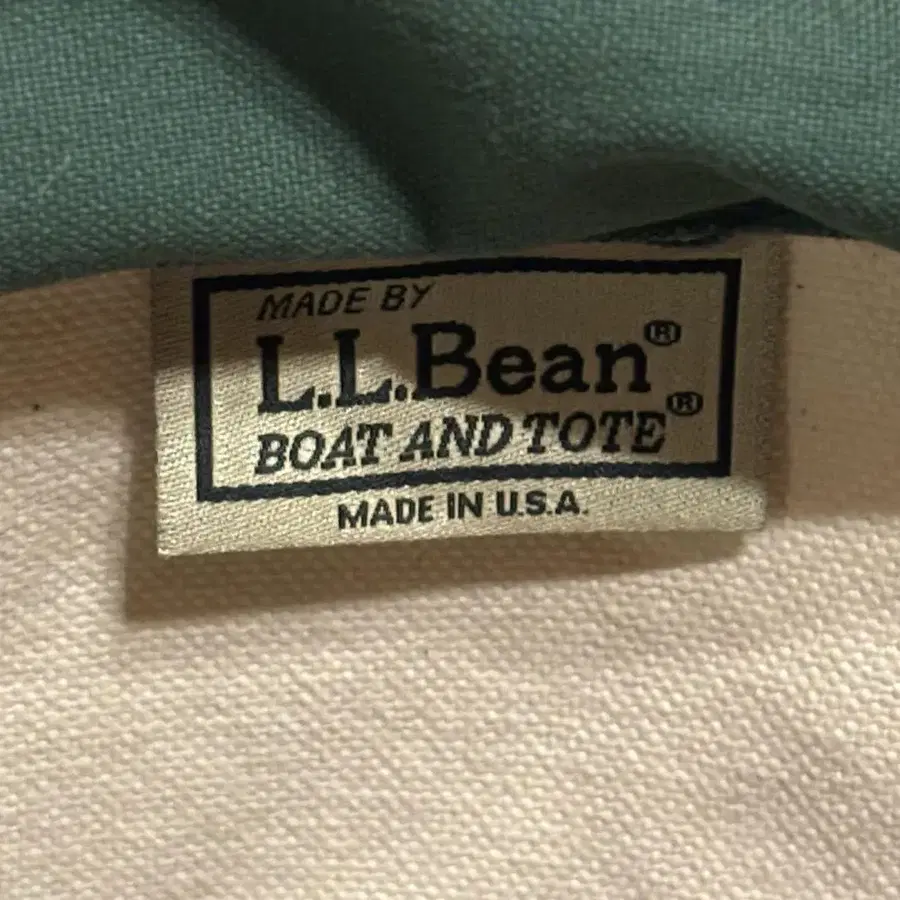 MADE BY
L.L.Bean®
BOAT AND TOTE®
MADE IN U.S.A.